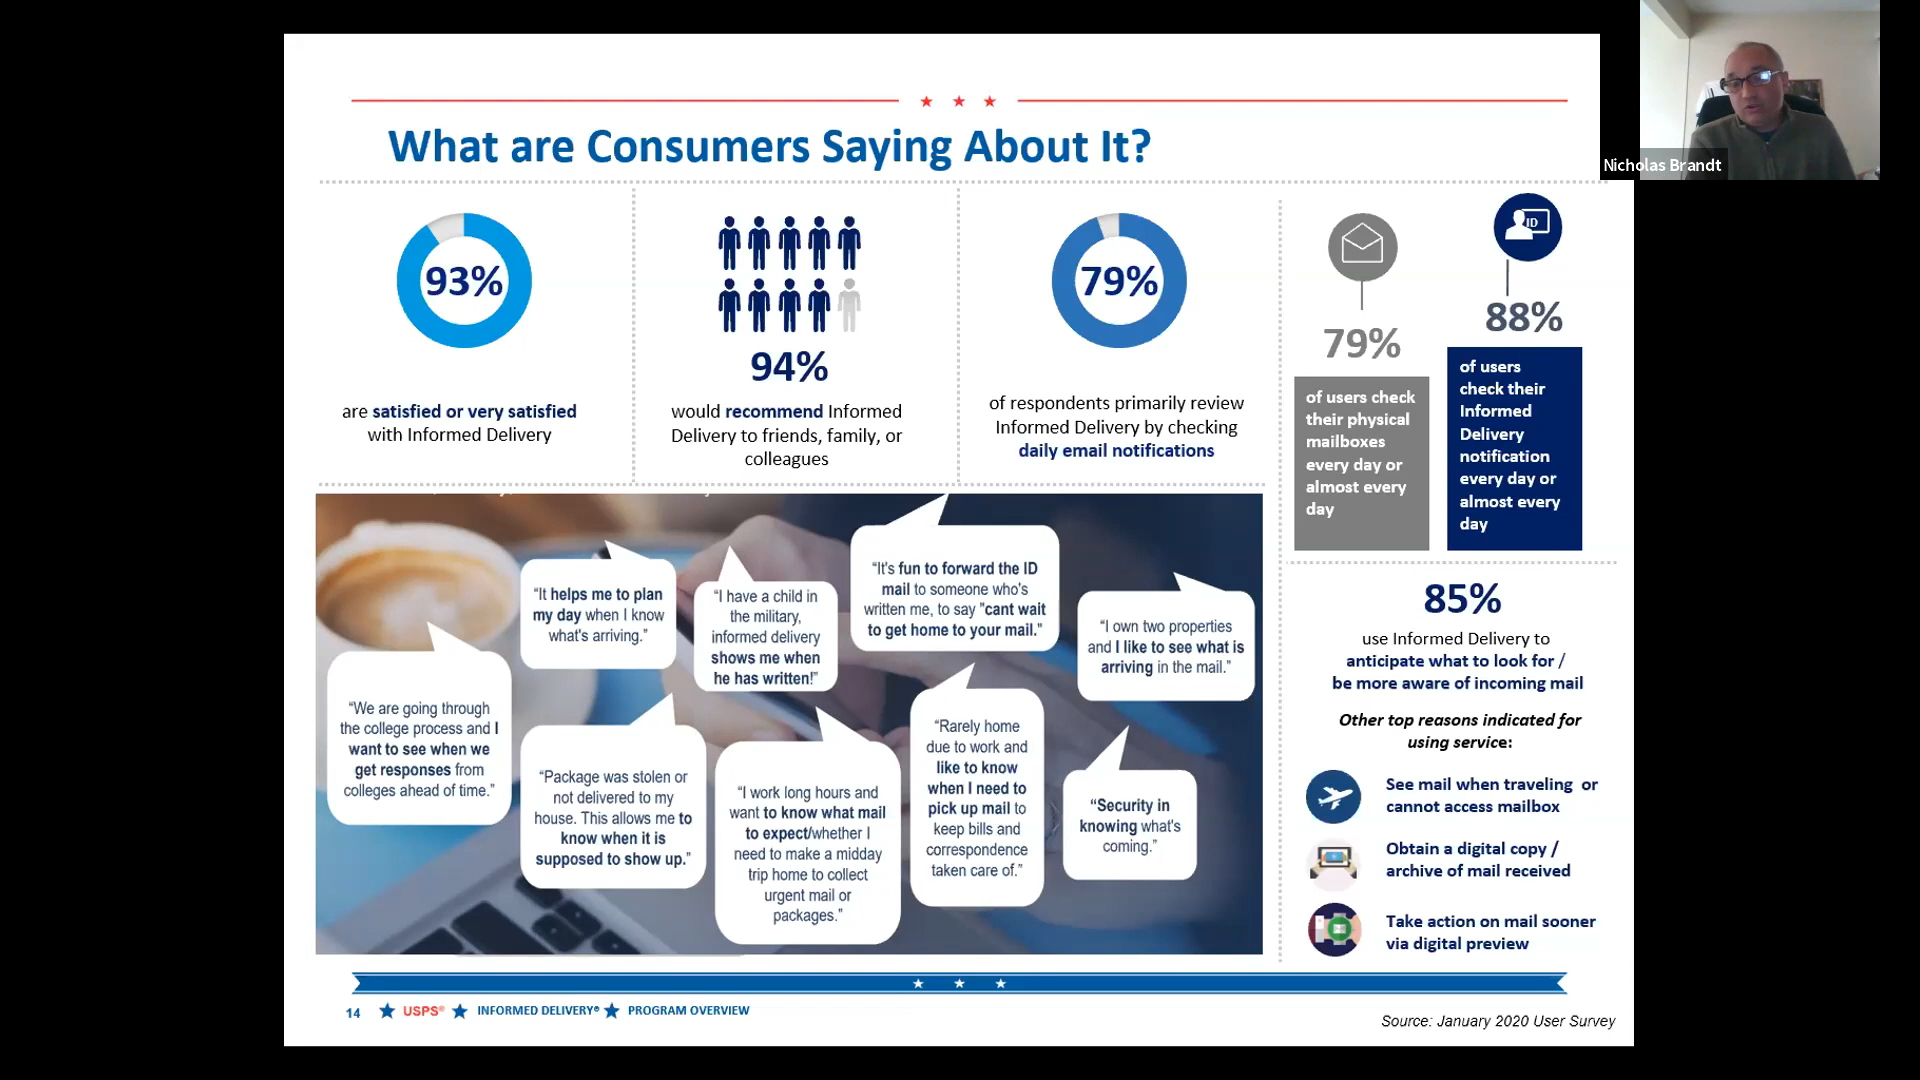 What are Consumers Saying About It?
Nicholas Brandt
93%
are satisfied or very satisfied
with Informed Delivery
94%
would recommend Informed
Delivery to friends, family, or
colleagues
79%
of respondents primarily review
Informed Delivery by checking
daily email notifications
79%
of users check
their physical
mailboxes
every day or
almost every
day
ID
88%
of users
check their
Informed
Delivery
notification
every day or
almost every
day
"We are going through
the college process and I
want to see when we
get responses from
colleges ahead of time."
"It helps me to plan
my day when I know
what's arriving."
"Package was stolen or
not delivered to my
house. This allows me to
know when it is
supposed to show up."
"I have a child in
the military,
informed delivery
shows me when
he has written!"
"I work long hours and
want to know what mail
to expect/whether I
need to make a midday
trip home to collect
urgent mail or
packages."
"It's fun to forward the ID
mail to someone who's
written me, to say "cant wait
to get home to your mail."
"Rarely home
due to work and
like to know
when I need to
pick up mail to
keep bills and
correspondence
taken care of."
"I own two properties
and I like to see what is
arriving in the mail."
"Security in
knowing what's
coming."
85%
use Informed Delivery to
anticipate what to look for /
be more aware of incoming mail
Other top reasons indicated for
using service:
See mail when traveling or
cannot access mailbox
Obtain a digital copy /
archive of mail received
Take action on mail sooner
via digital preview
14 USPS® INFORMED DELIVERY® PROGRAM OVERVIEW
Source: January 2020 User Survey